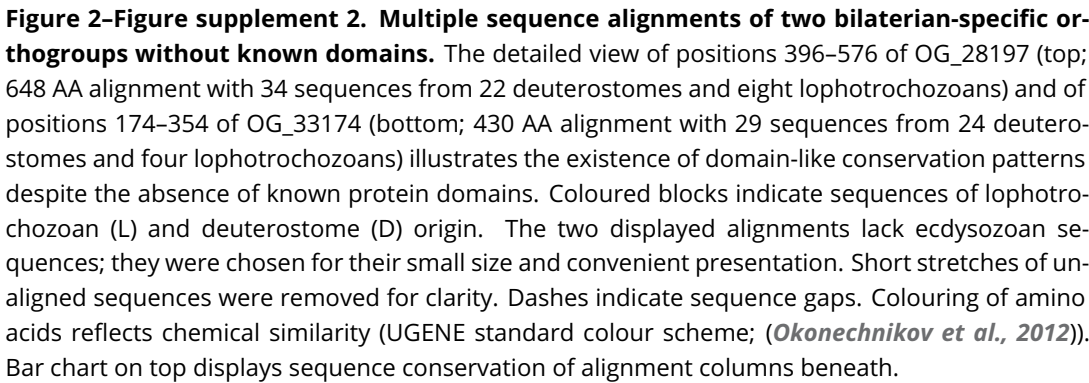 Figure 2–Figure supplement 2. Multiple sequence alignments of two bilaterian-specific or-
thogroups without known domains. The detailed view of positions 396–576 of OG_28197 (top;
648 AA alignment with 34 sequences from 22 deuterostomes and eight lophotrochozoans) and of
positions 174–354 of OG_33174 (bottom; 430 AA alignment with 29 sequences from 24 deutero-
stomes and four lophotrochozoans) illustrates the existence of domain-like conservation patterns
despite the absence of known protein domains. Coloured blocks indicate sequences of lophotro-
chozoan (L) and deuterostome (D) origin. The two displayed alignments lack ecdysozoan se-
quences; they were chosen for their small size and convenient presentation. Short stretches of un-
aligned sequences were removed for clarity. Dashes indicate sequence gaps. Colouring of amino
acids reflects chemical similarity (UGENE standard colour scheme; (Okonechnikov et al., 2012)).
Bar chart on top displays sequence conservation of alignment columns beneath.